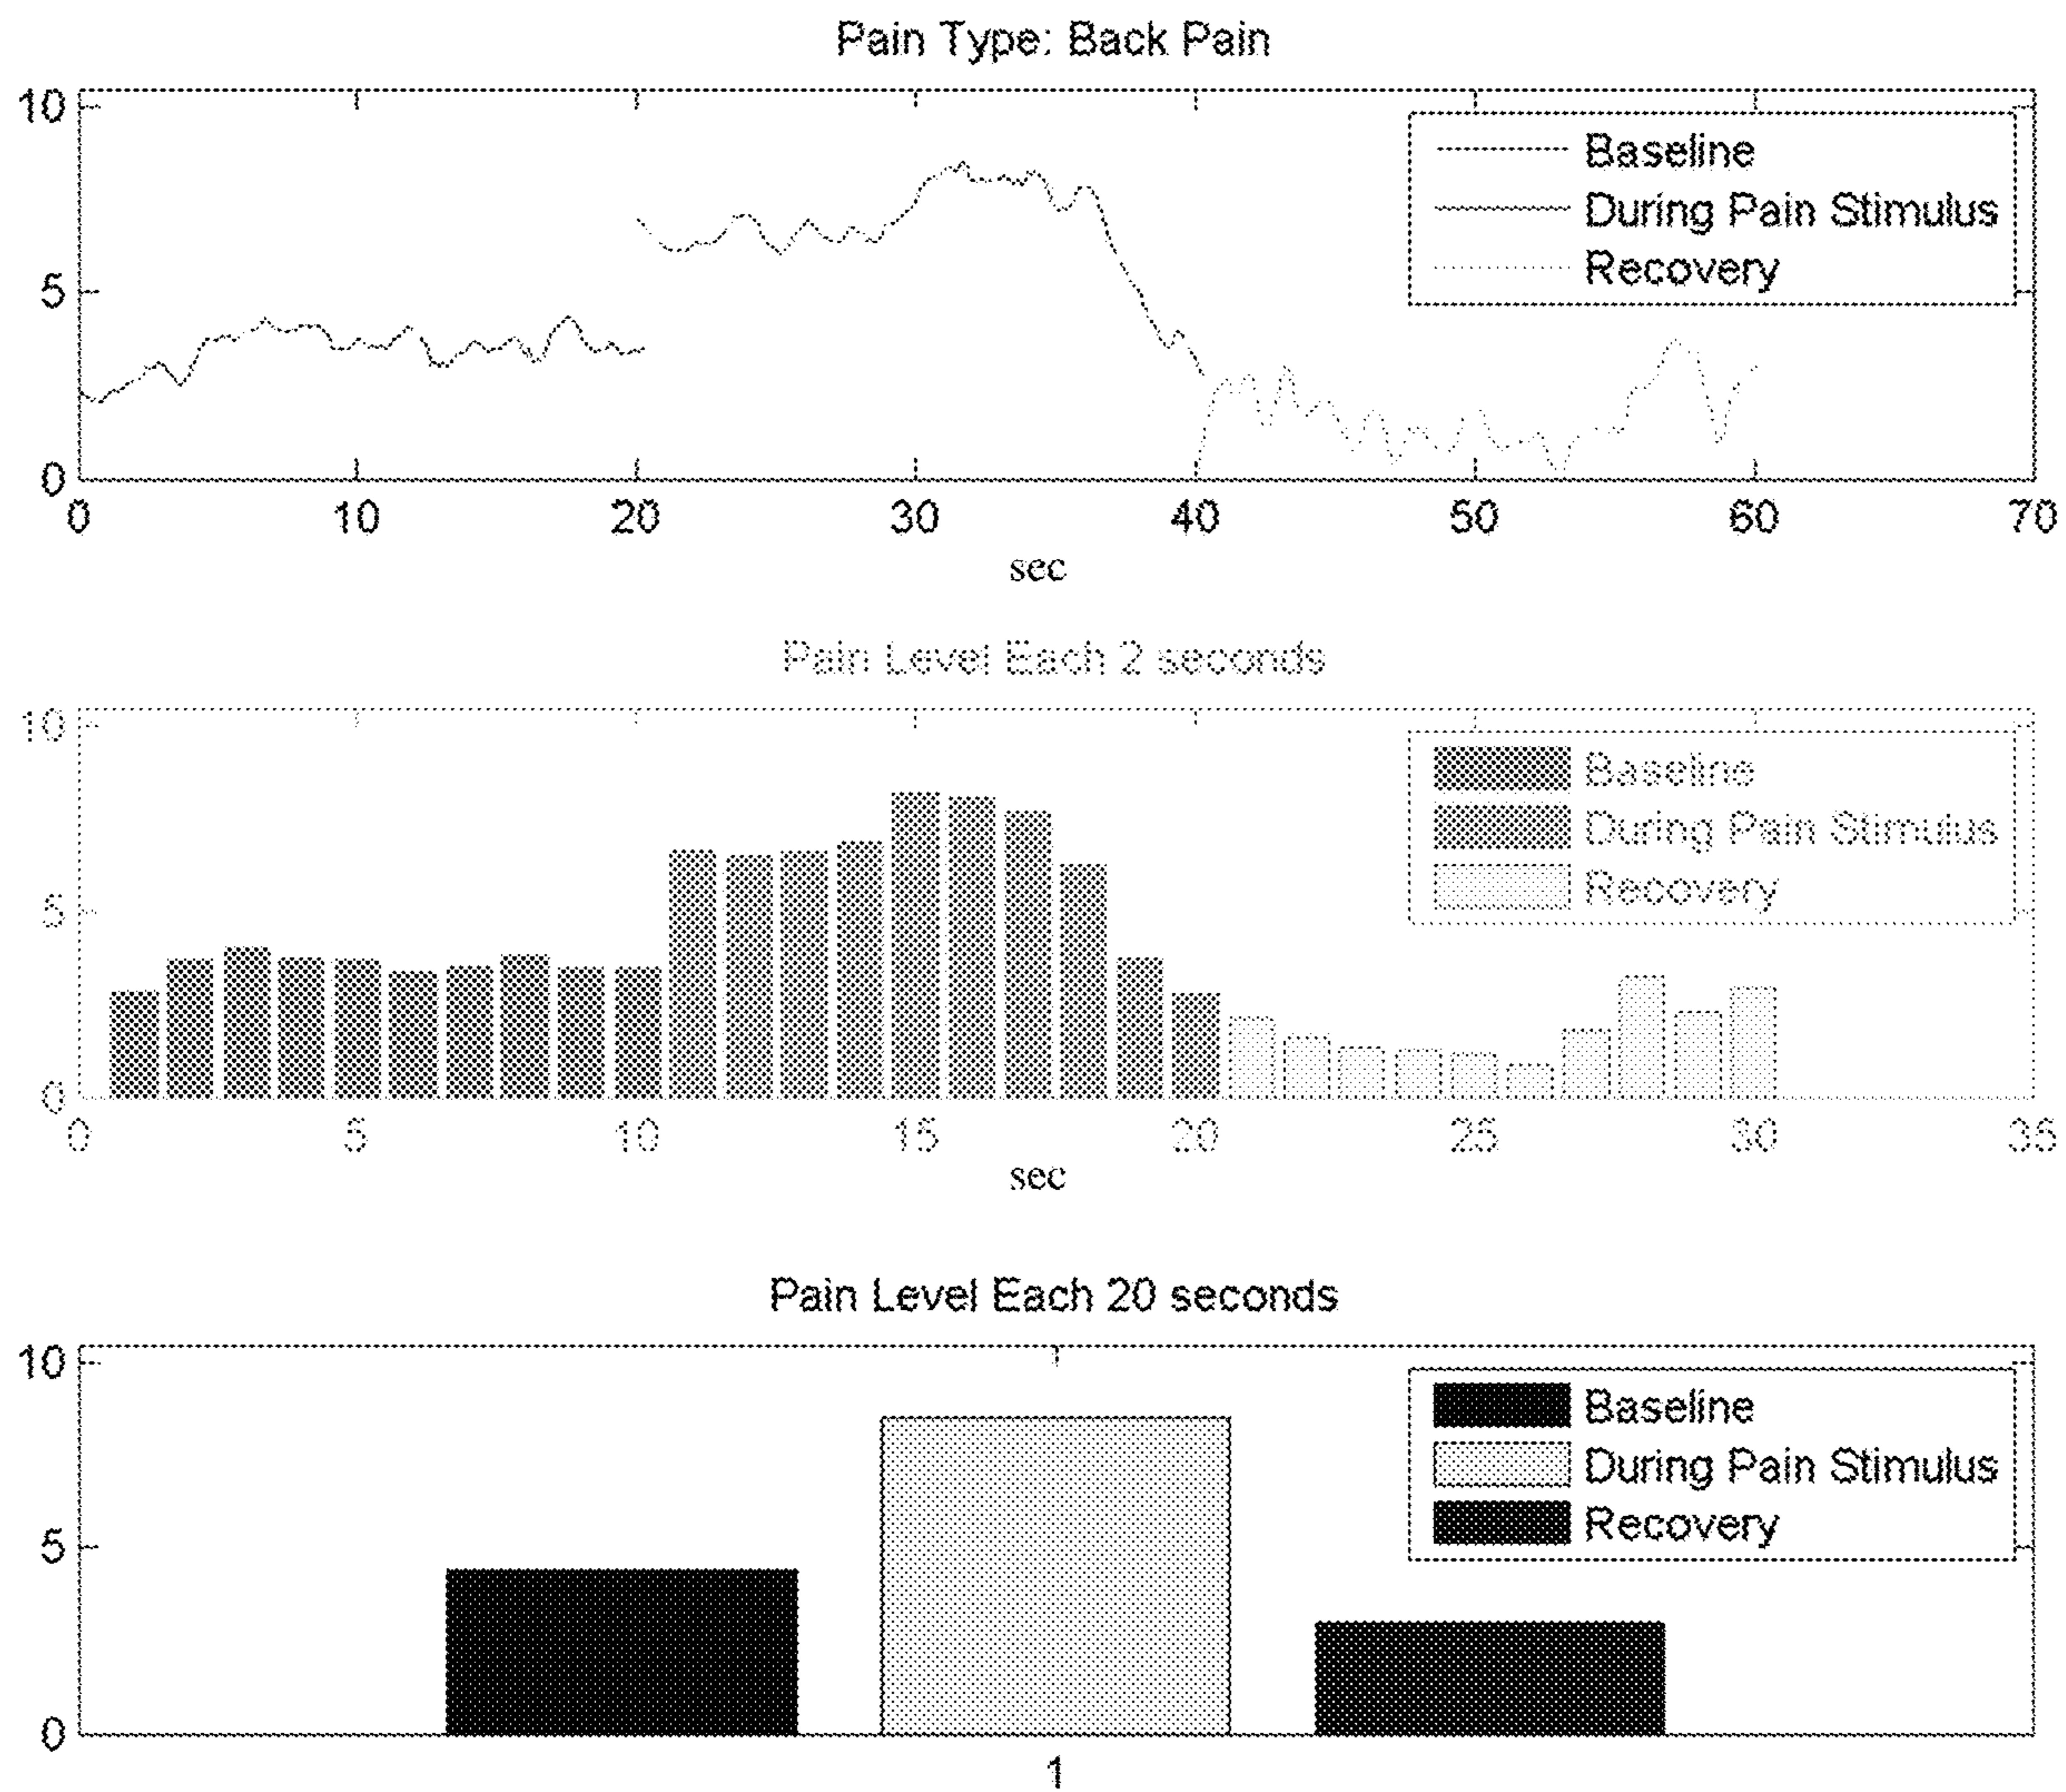 Pain Type: Back Pain
10
5
0
Baseline
During Pain Stimulus
Recovery
0 10 20 30 40 50 60 70
sec
Pain Level Each 2 seconds
10
5
0
Baseline
During Pain Stimulus
Recovery
0 5 10 15 20 25 30 35
sec
Pain Level Each 20 seconds
10
5
0
Baseline
During Pain Stimulus
Recovery
1